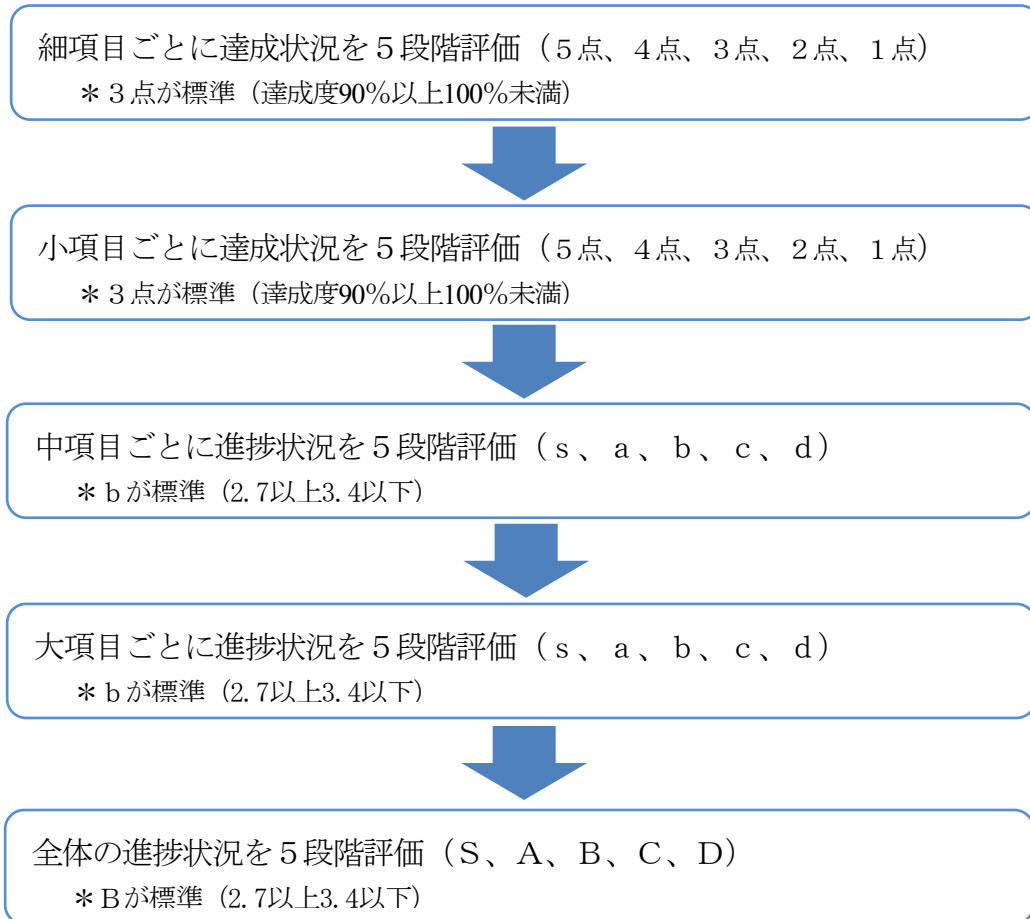 細項目ごとに達成状況を５段階評価（５点、４点、３点、２点、１点）
＊３点が標準（達成度90％以上100％未満）
小項目ごとに達成状況を５段階評価（５点、４点、３点、２点、１点）
＊３点が標準（達成度90％以上100％未満）
中項目ごとに進捗状況を５段階評価（ｓ、ａ、ｂ、ｃ、ｄ）
＊ｂが標準（2.7以上3.4以下）
大項目ごとに進捗状況を５段階評価（ｓ、ａ、ｂ、ｃ、ｄ）
＊ｂが標準（2.7以上3.4以下）
全体の進捗状況を５段階評価（Ｓ、Ａ、Ｂ、Ｃ、Ｄ）
＊Ｂが標準（2.7以上3.4以下）